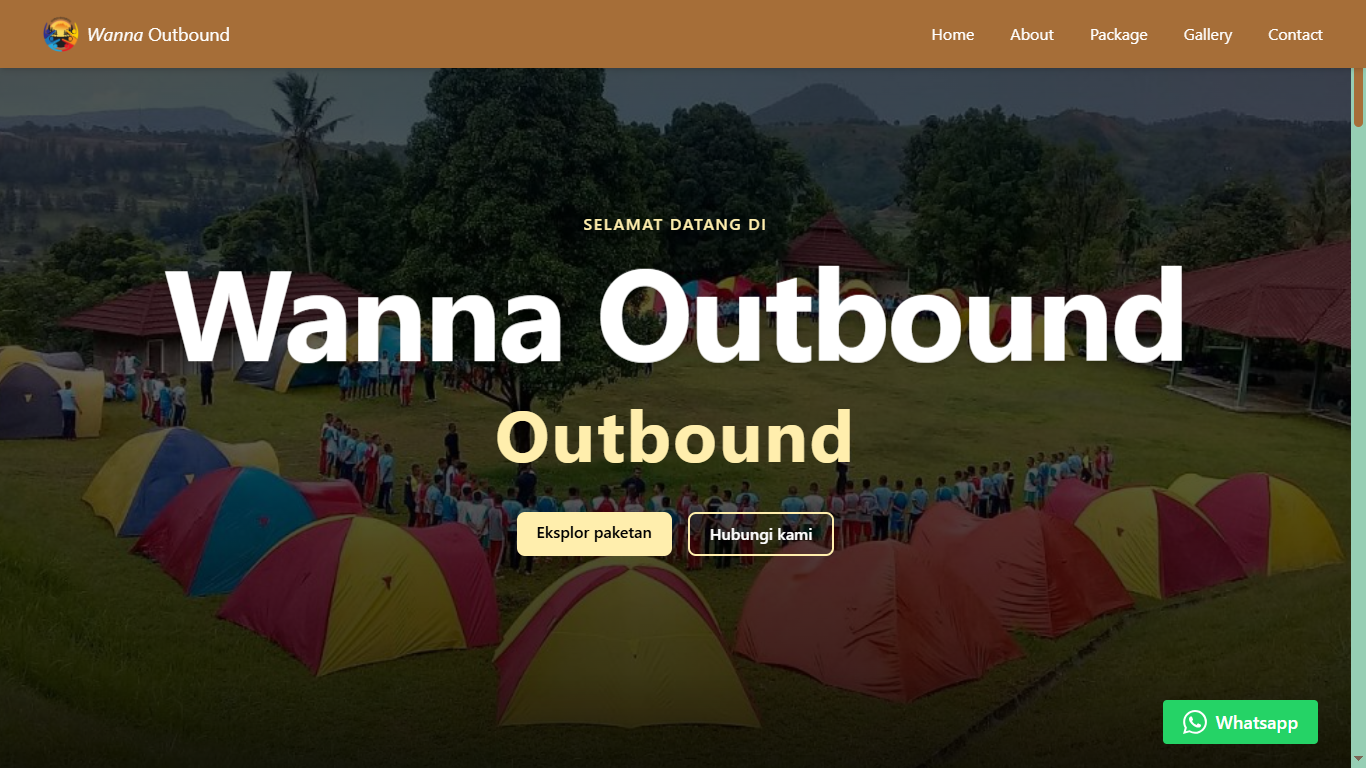 Wanna Outbound
Home About Package Gallery Contact
SELAMAT DATANG DI
Wanna Outbound
Outbound
Eksplor paketan
Hubungi kami
Whatsapp